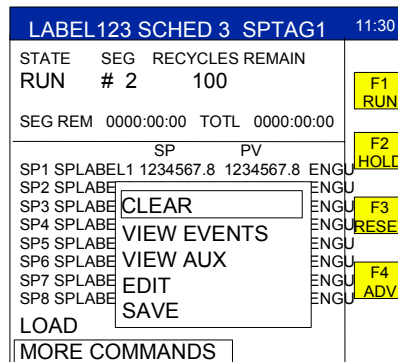 LABEL123 SCHED 3 SPTAG1 11:30
STATE SEG RECYCLES REMAIN
RUN # 2 100
F1
RUN
SEG REM 0000:00:00 TOTL 0000:00:00
F2
HOLD
SP PV
SP1 SPLABEL1 1234567.8 1234567.8 ENGU
SP2 SPLABE ENGU
SP3 SPLABE CLEAR ENGU
F3
RESE
SP4 SPLABE VIEW EVENTS ENGU
SP5 SPLABE ENGU
SP6 SPLABE VIEW AUX ENGU
SP7 SPLABE EDIT ENGU
F4
ADV
SP8 SPLABE SAVE ENGU
LOAD
MORE COMMANDS